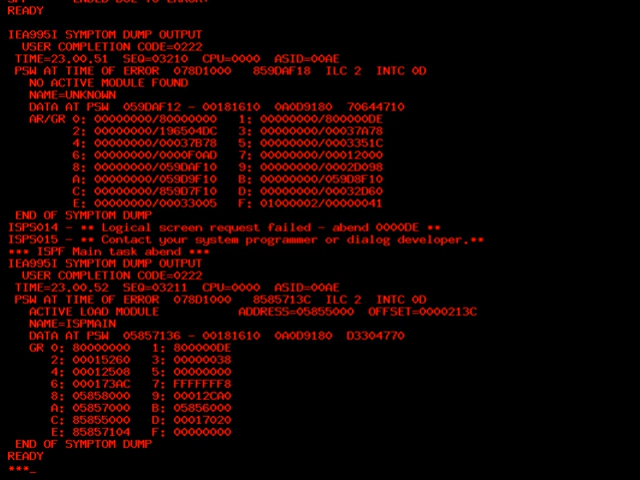 ENDED DUE TO ERROR+
READY
IEA995I SYMPTOM DUMP OUTPUT
USER COMPLETION CODE=0222
TIME=23.00.51 SEQ=03210 CPU=0000 ASID=00AE
PSW AT TIME OF ERROR 078D1000 859DAF18 ILC 2 INTC 0D
NO ACTIVE MODULE FOUND
NAME=UNKNOWN
DATA AT PSW 059DAF12 - 00181610 0A0D9180 70644710
AR/GR 0: 00000000/80000000 1: 00000000/800000DE
2: 00000000/196504DC 3: 00000000/00037A78
4: 00000000/00037B78 5: 00000000/0003351C
6: 00000000/0000F0AD 7: 00000000/00012000
8: 00000000/059DAF10 9: 00000000/0002D098
A: 00000000/059D9F10 B: 00000000/059D8F10
C: 00000000/859D7F10 D: 00000000/00032D60
E: 00000000/00033005 F: 01000002/00000041
END OF SYMPTOM DUMP
ISPS014 - ** Logical screen request failed - abend 0000DE **
ISPS015 - ** Contact your system programmer or dialog developer.**
*** ISPF Main task abend ***
IEA995I SYMPTOM DUMP OUTPUT
USER COMPLETION CODE=0222
TIME=23.00.52 SEQ=03211 CPU=0000 ASID=00AE
PSW AT TIME OF ERROR 078D1000 8585713C ILC 2 INTC 0D
ACTIVE LOAD MODULE ADDRESS=05855000 OFFSET=0000213C
NAME=ISPMAIN
DATA AT PSW 05857136 - 00181610 0A0D9180 D3304770
GR 0: 80000000 1: 800000DE
2: 00015260 3: 00000038
4: 00012508 5: 00000000
6: 000173AC 7: FFFFFFF8
8: 05858000 9: 00012CA0
A: 05857000 B: 05856000
C: 85855000 D: 00017020
E: 85857104 F: 00000000
END OF SYMPTOM DUMP
READY
***_